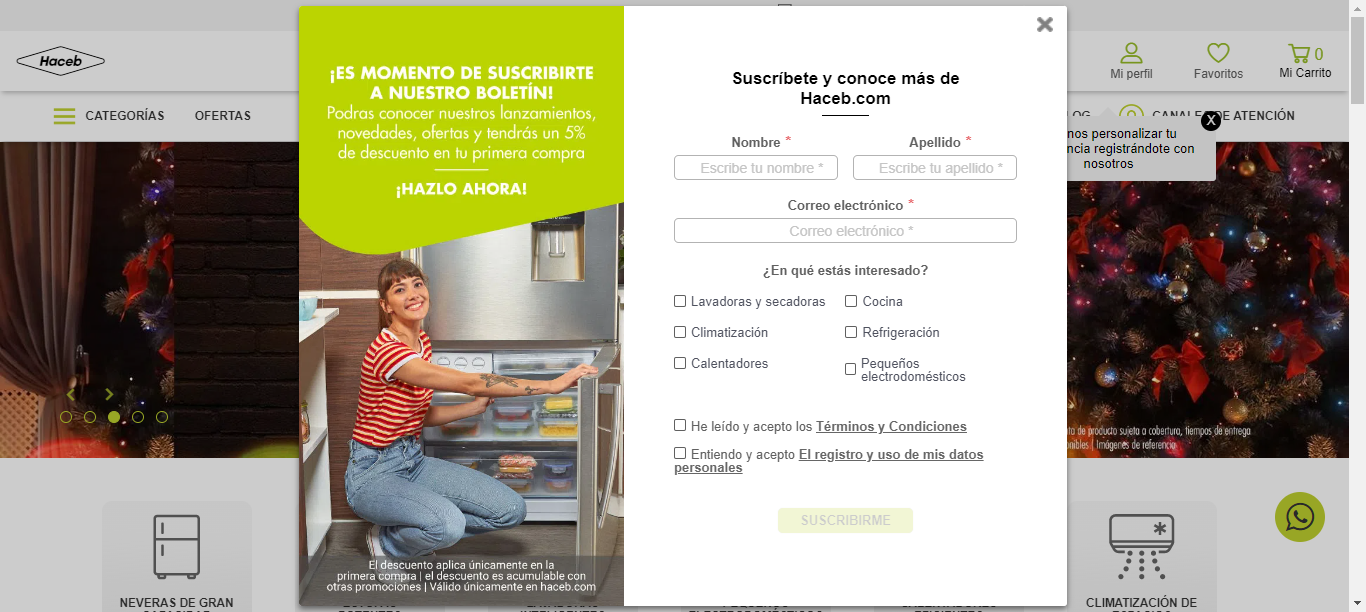 Haceb
Mi perfil
Favoritos
0
Mi Carrito
CATEGORÍAS
OFERTAS
CANALES DE ATENCIÓN
X
nos personalizar tu
registrándote con
nosotros
¡ES MOMENTO DE SUSCRIBIRTE
A NUESTRO BOLETÍN!
Podras conocer nuestros lanzamientos,
novedades, ofertas y tendrás un 5%
de descuento en tu primera compra
¡HAZLO AHORA!
El descuento aplica únicamente en la
primera compra | el descuento es acumulable con
otras promociones | Válido únicamente en haceb.com
Suscríbete y conoce más de
Haceb.com
Nombre *
Apellido *
Escribe tu nombre *
Escribe tu apellido *
Correo electrónico *
Correo electrónico *
¿En qué estás interesado?
Lavadoras y secadoras
Cocina
Climatización
Refrigeración
Calentadores
Pequeños
electrodomésticos
He leído y acepto los Términos y Condiciones
Entiendo y acepto El registro y uso de mis datos
personales
SUSCRIBIRME
de producto sujeta a cobertura, tiempos de entrega
| Imágenes de referencia
NEVERAS DE GRAN
CLIMATIZACIÓN DE